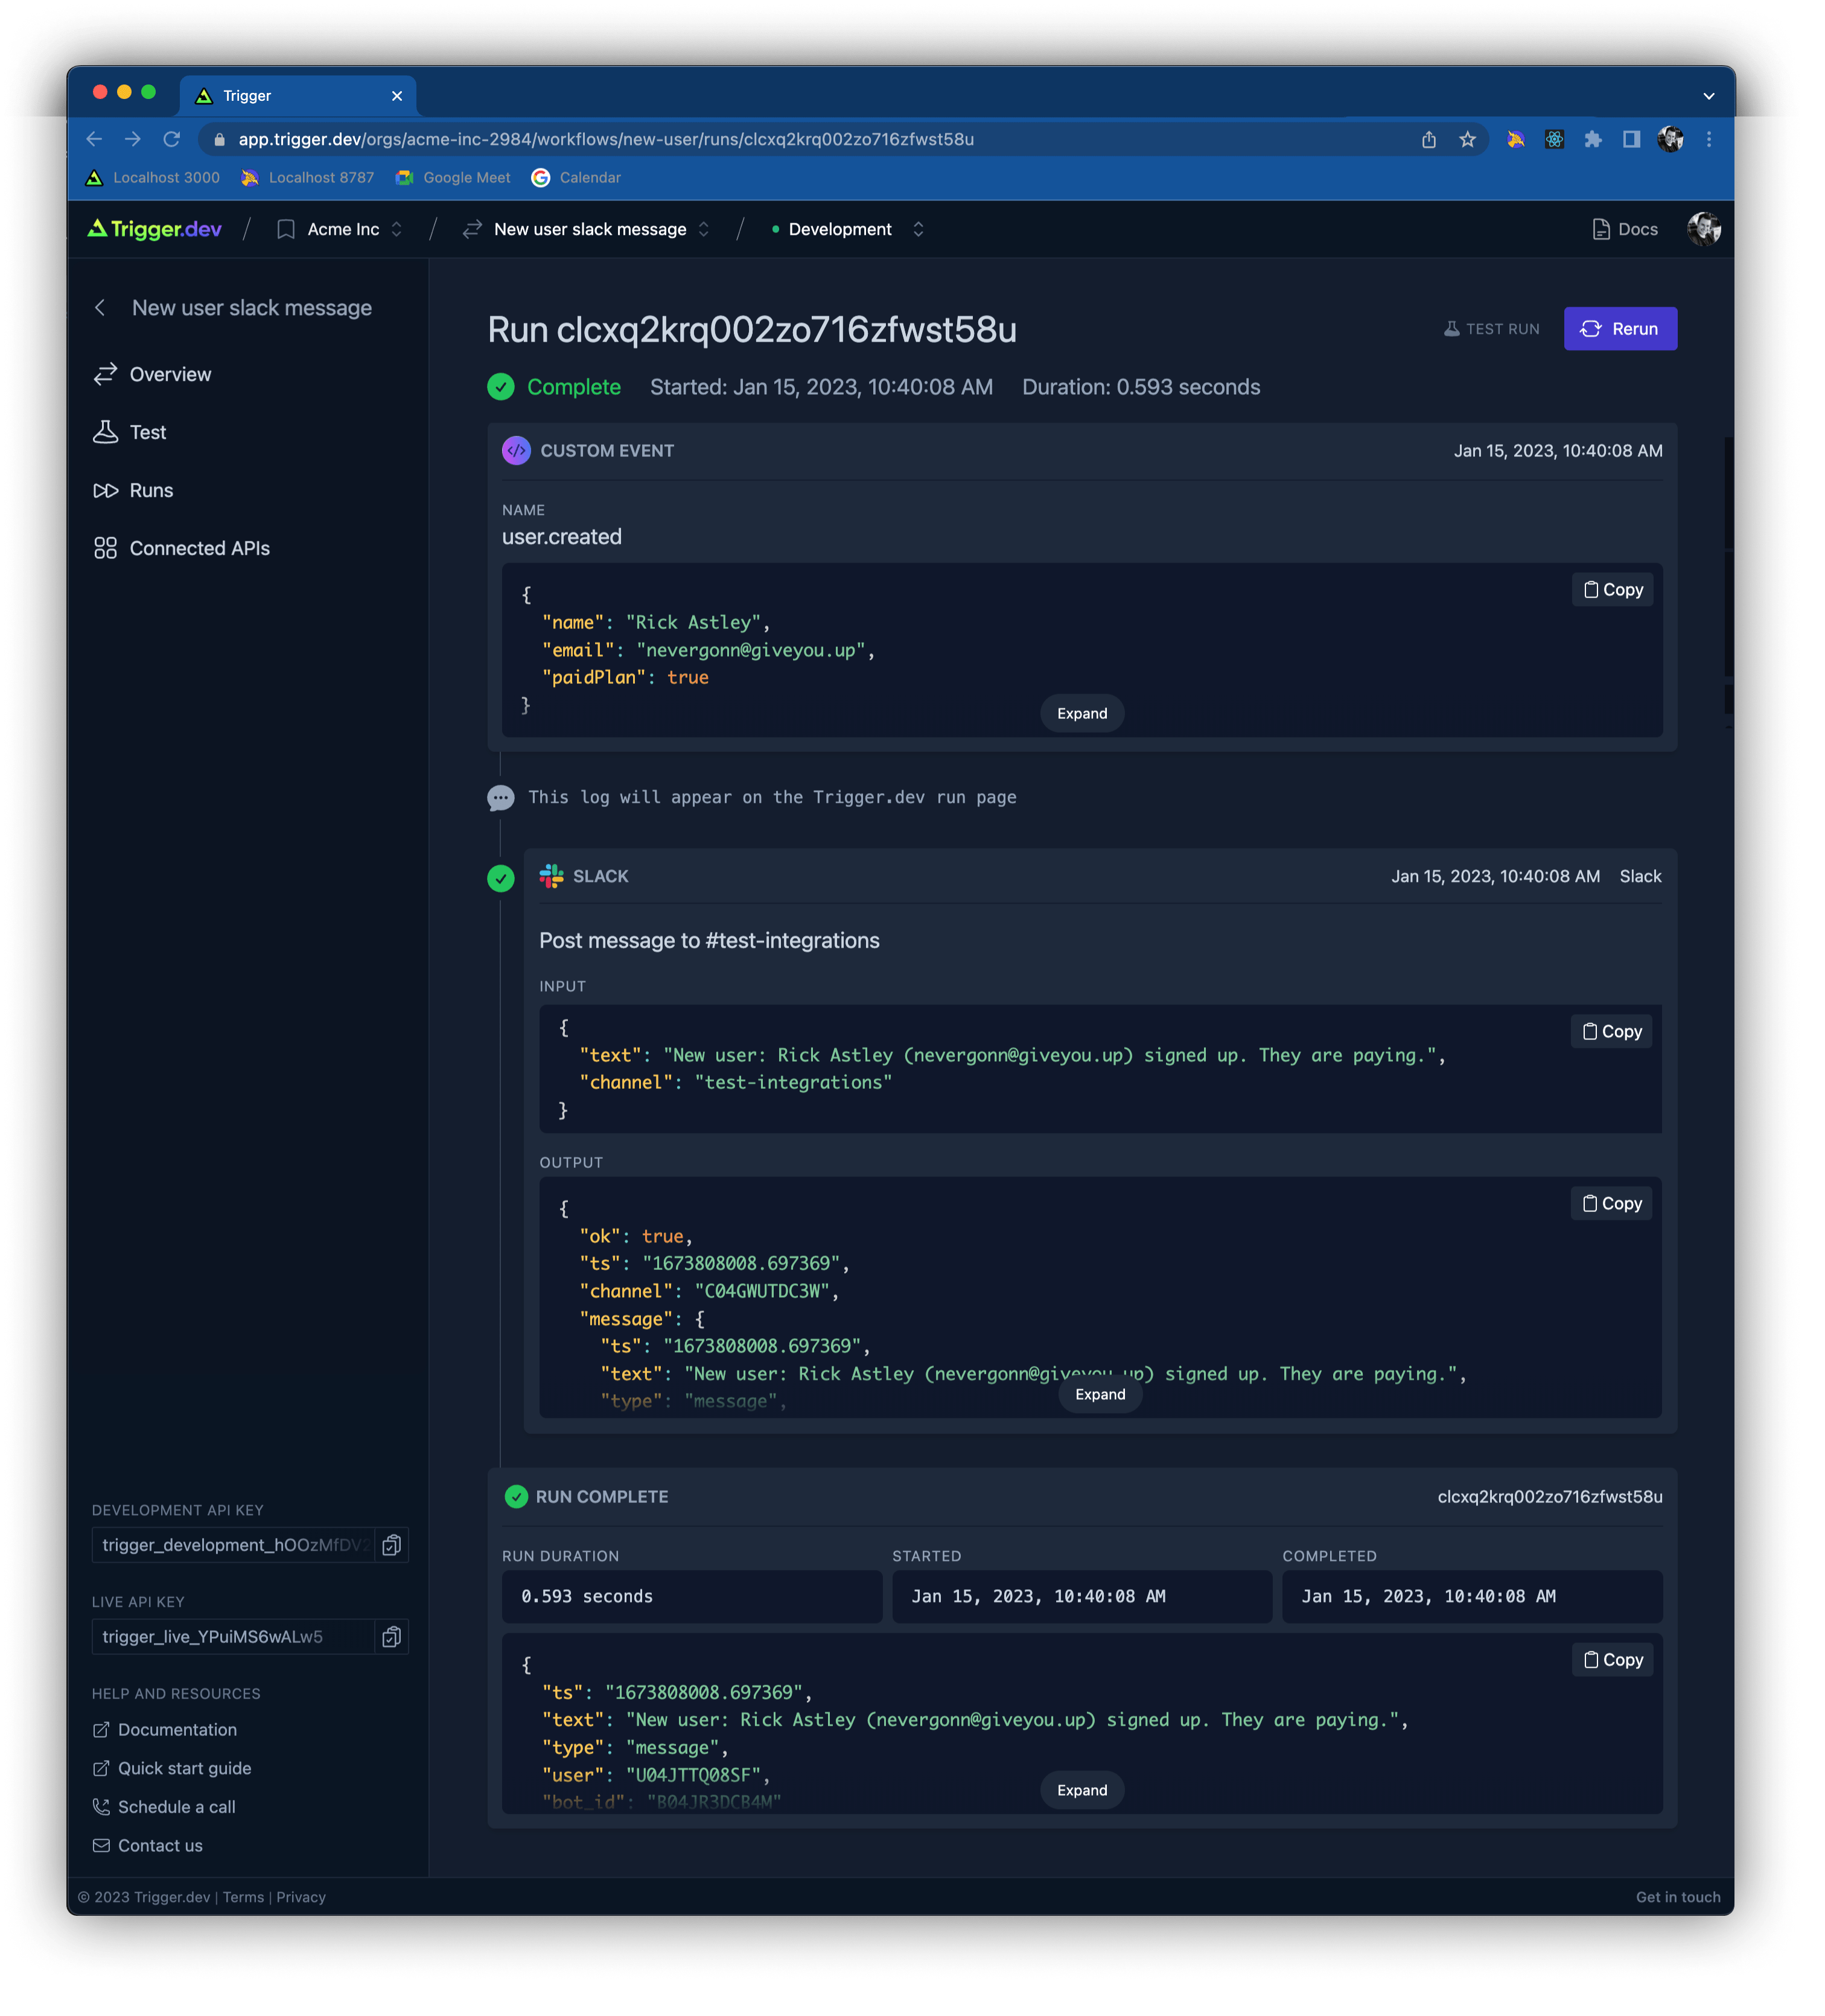 Trigger
app.trigger.dev/orgs/acme-inc-2984/workflows/new-user/runs/clcxq2krq002zo716zfwst58u
Localhost 3000 Localhost 8787 Google Meet Calendar
Trigger.dev / Acme Inc / New user slack message / Development Docs
New user slack message
Overview
Test
Runs
Connected APIs
DEVELOPMENT API KEY
trigger_development_hOOzMfDV2
LIVE API KEY
trigger_live_YPuiMS6wALw5
HELP AND RESOURCES
Documentation
Quick start guide
Schedule a call
Contact us
Run clcxq2krq002zo716zfwst58u TEST RUN Rerun
Complete Started: Jan 15, 2023, 10:40:08 AM Duration: 0.593 seconds
CUSTOM EVENT Jan 15, 2023, 10:40:08 AM
NAME
user.created
{ Copy
"name": "Rick Astley",
"email": "nevergonn@giveyou.up",
"paidPlan": true
}
Expand
This log will appear on the Trigger.dev run page
SLACK Jan 15, 2023, 10:40:08 AM Slack
Post message to #test-integrations
INPUT
{ Copy
"text": "New user: Rick Astley (nevergonn@giveyou.up) signed up. They are paying.",
"channel": "test-integrations"
}
OUTPUT
{ Copy
"ok": true,
"ts": "1673808008.697369",
"channel": "C04GWUTDC3W",
"message": {
"ts": "1673808008.697369",
"text": "New user: Rick Astley (nevergonn@giveyou.up) signed up. They are paying.",
"type": "message",
Expand
RUN COMPLETE clcxq2krq002zo716zfwst58u
RUN DURATION STARTED COMPLETED
0.593 seconds Jan 15, 2023, 10:40:08 AM Jan 15, 2023, 10:40:08 AM
{ Copy
"ts": "1673808008.697369",
"text": "New user: Rick Astley (nevergonn@giveyou.up) signed up. They are paying.",
"type": "message",
"user": "U04JTTQ08SF",
"bot_id": "B04JR3DCB4M"
Expand
© 2023 Trigger.dev | Terms | Privacy Get in touch